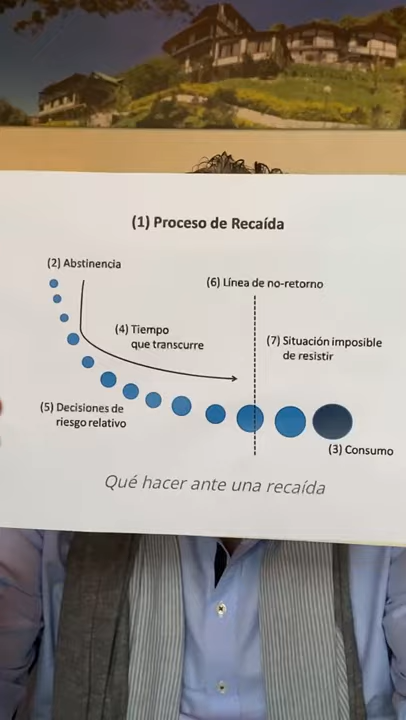 (1) Proceso de Recaída
(2) Abstinencia
(6) Línea de no-retorno
(4) Tiempo
que transcurre
(7) Situación imposible
de resistir
(5) Decisiones de
riesgo relativo
(3) Consumo
Qué hacer ante una recaída